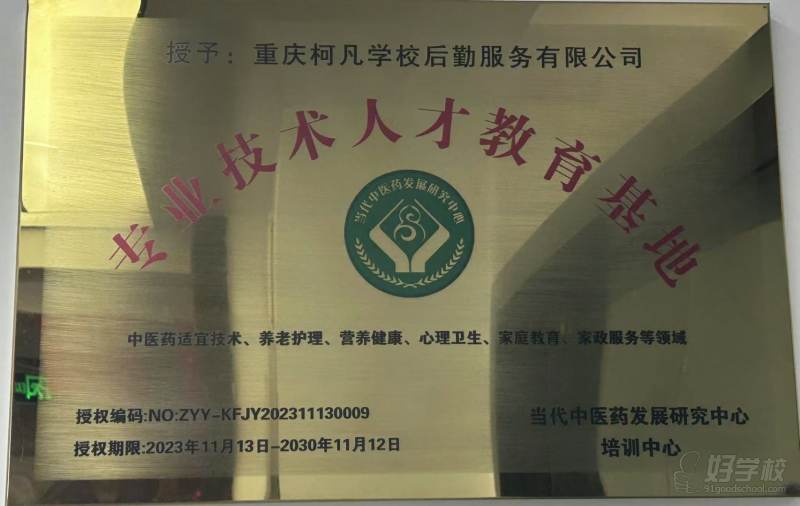 授予：重庆柯凡学校后勤服务有限公司
专业技术人才教育基地
当代中医药发展研究中心
中医药适宜技术、养老护理、营养健康、心理卫生、家庭教育、家政服务等领域
授权编码:NO:ZYY-KFJY202311130009
授权期限:2023年11月13日-2030年11月12日
当代中医药发展研究中心
培训中心
好学校
91goodschool.com